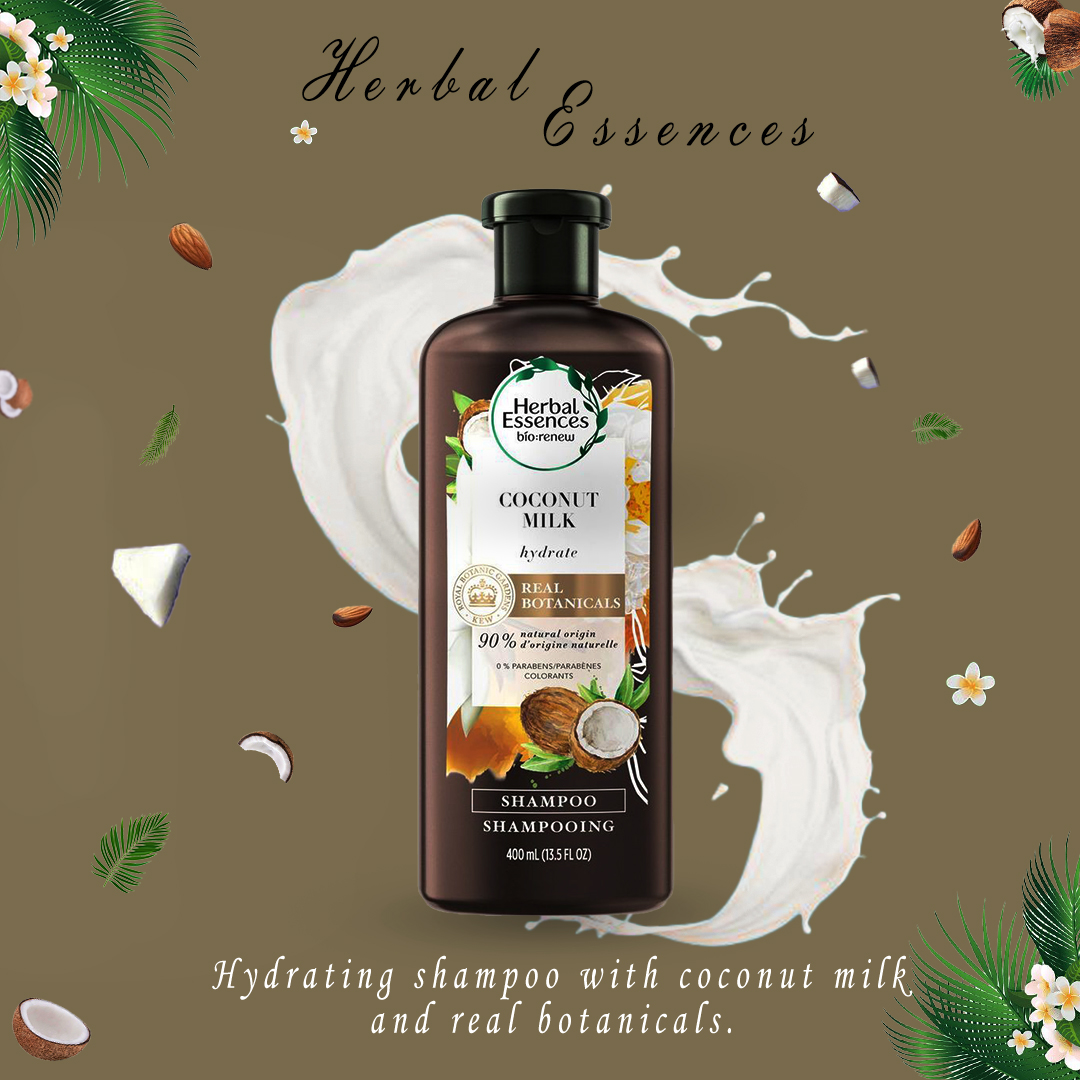 Herbal
Essences
Herbal
Essences
bio:renew
COCONUT
MILK
hydrate
ROYAL BOTANIC GARDENS
KEW
REAL
BOTANICALS
90% natural origin
d'origine naturelle
0 % PARABENS/PARABÈNES
COLORANTS
SHAMPOO
SHAMPOOING
400 mL (13.5 FL OZ)
Hydrating shampoo with coconut milk
and real botanicals.